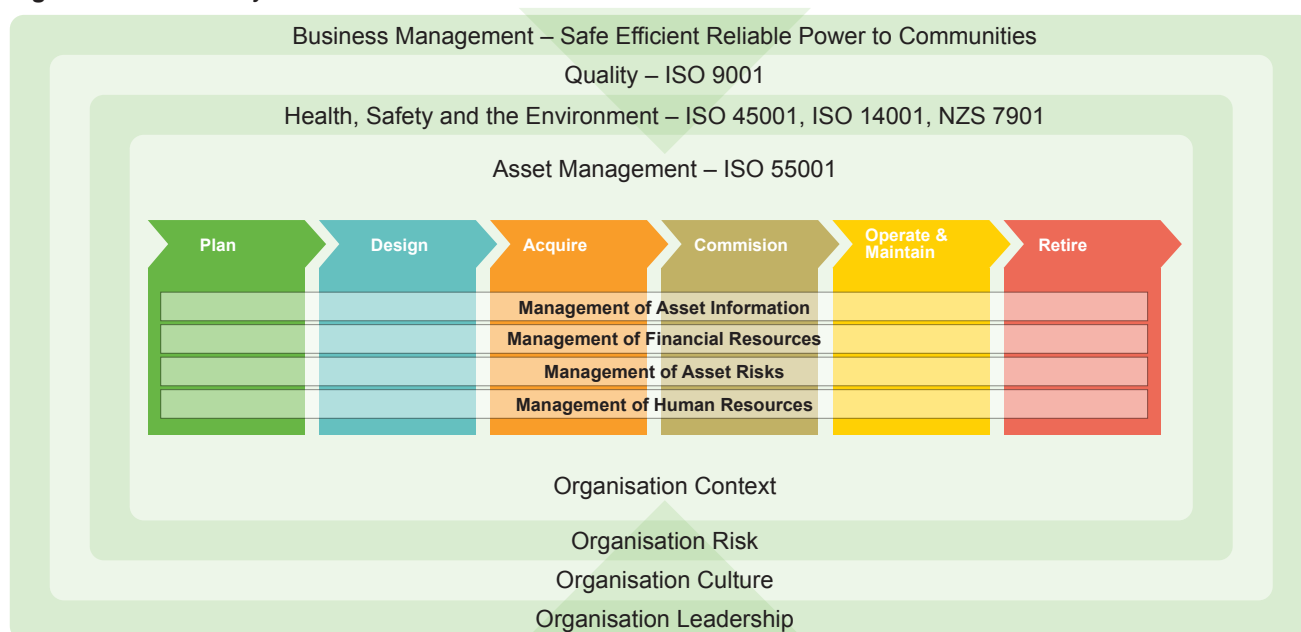 Business Management – Safe Efficient Reliable Power to Communities
Quality – ISO 9001
Health, Safety and the Environment – ISO 45001, ISO 14001, NZS 7901
Asset Management – ISO 55001
Plan
Design
Acquire
Commision
Operate &
Maintain
Retire
Management of Asset Information
Management of Financial Resources
Management of Asset Risks
Management of Human Resources
Organisation Context
Organisation Risk
Organisation Culture
Organisation Leadership